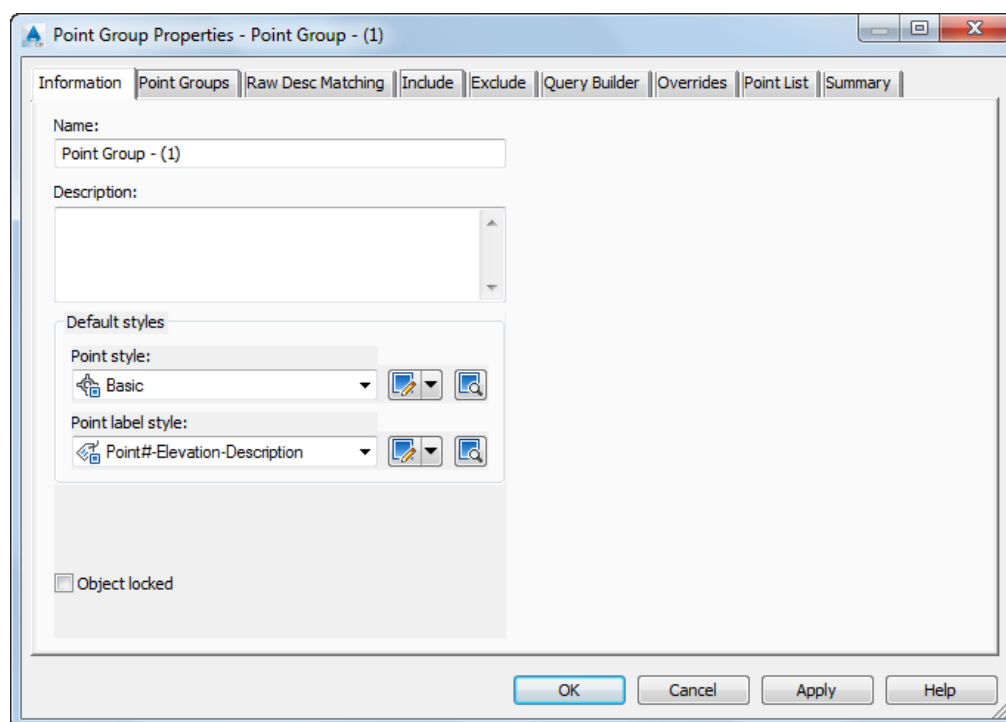 Point Group Properties - Point Group - (1)
Information Point Groups Raw Desc Matching Include Exclude Query Builder Overrides Point List Summary
Name:
Point Group - (1)
Description:
Default styles
Point style:
Basic
Point label style:
Point#-Elevation-Description
Object locked
OK Cancel Apply Help